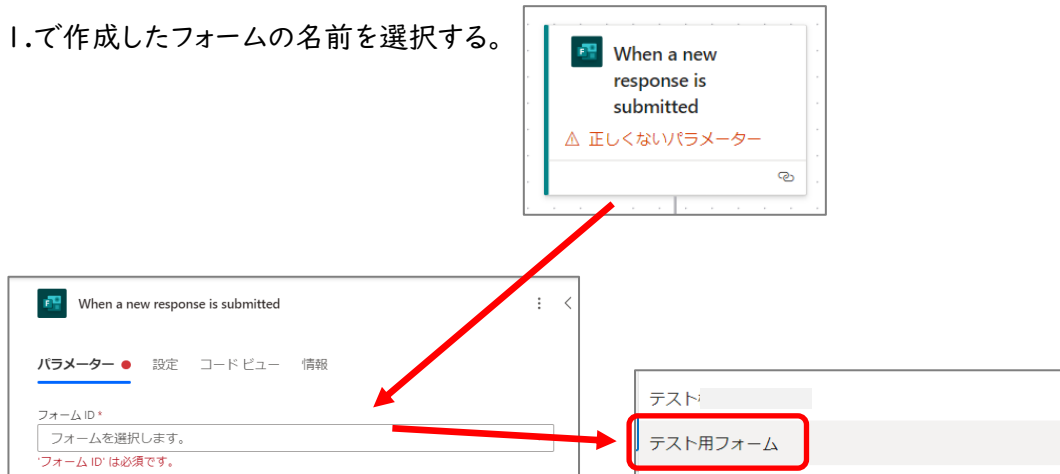 1.で作成したフォームの名前を選択する。
When a new
response is
submitted
正しくないパラメーター
When a new response is submitted
パラメーター 設定 コード ビュー 情報
フォーム ID *
フォームを選択します。
'フォーム ID' は必須です。
テスト
テスト用フォーム